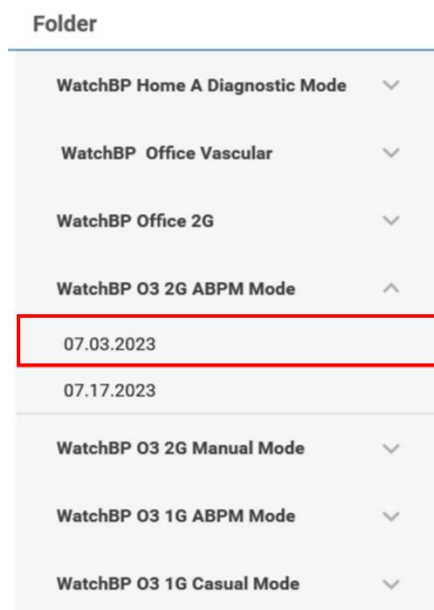 Folder
WatchBP Home A Diagnostic Mode
WatchBP Office Vascular
WatchBP Office 2G
WatchBP O3 2G ABPM Mode
07.03.2023
07.17.2023
WatchBP O3 2G Manual Mode
WatchBP O3 1G ABPM Mode
WatchBP O3 1G Casual Mode